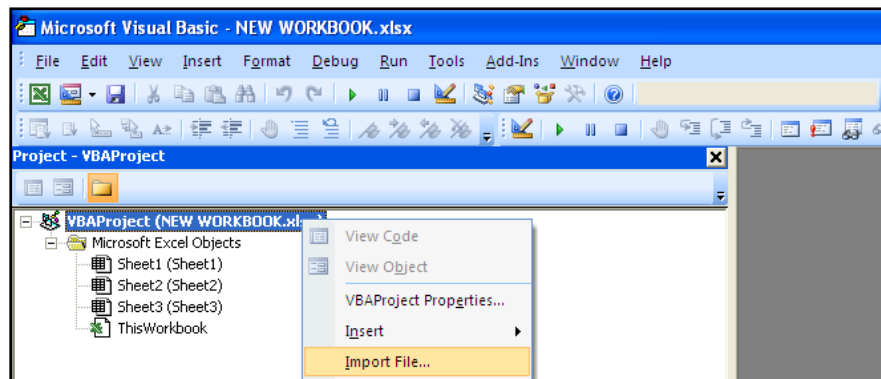 Microsoft Visual Basic - NEW WORKBOOK.xlsx
File Edit View Insert Format Debug Run Tools Add-Ins Window Help
Project - VBAProject
VBAProject (NEW WORKBOOK.xlsx)
Microsoft Excel Objects
Sheet1 (Sheet1)
Sheet2 (Sheet2)
Sheet3 (Sheet3)
ThisWorkbook
View Code
View Object
VBAProject Properties...
Insert
Import File...